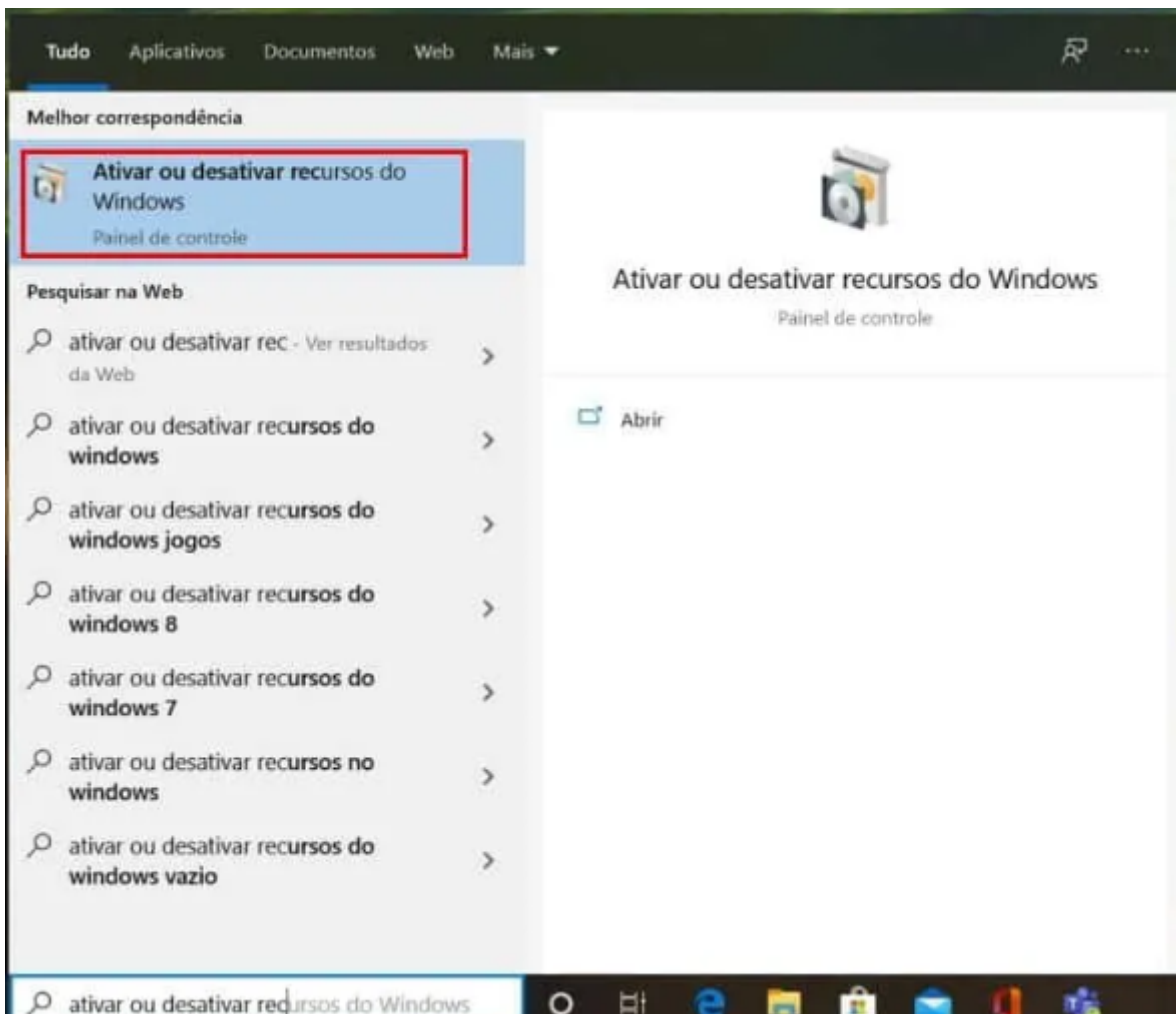 Tudo Aplicativos Documentos Web Mais
Melhor correspondência
Ativar ou desativar recursos do
Windows
Painel de controle
Pesquisar na Web
ativar ou desativar rec - Ver resultados
da Web
ativar ou desativar recursos do
windows
ativar ou desativar recursos do
windows jogos
ativar ou desativar recursos do
windows 8
ativar ou desativar recursos do
windows 7
ativar ou desativar recursos no
windows
ativar ou desativar recursos do
windows vazio
Ativar ou desativar recursos do Windows
Painel de controle
Abrir
ativar ou desativar recursos do Windows